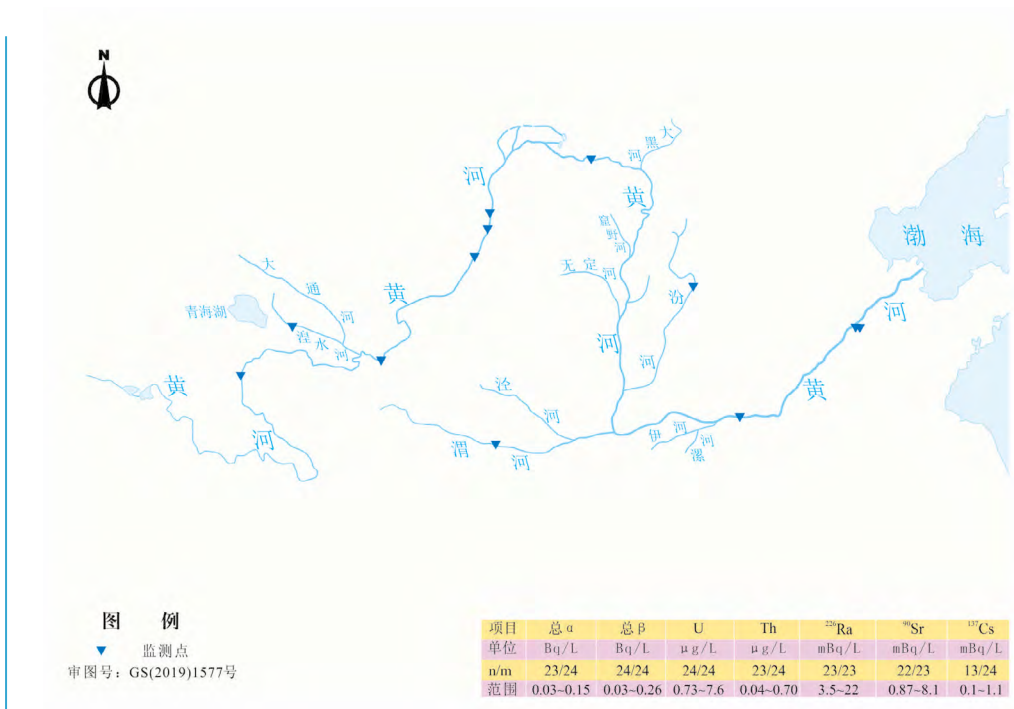 N
大
黑
河
河
黄
窟
野
河
渤 海
大
通
河
无 定 河
汾
黄
青海湖
湟 水 河
河
河
河
黄
泾
河
黄
河
渭
河
伊 河
漯
河
黄
河
图 例
监测点
审图号：GS(2019)1577号
项目 总α 总β U Th ²²⁶Ra ⁹⁰Sr ¹³⁷Cs
单位 Bq/L Bq/L μg/L μg/L mBq/L mBq/L mBq/L
n/m 23/24 24/24 24/24 23/24 23/23 22/23 13/24
范围 0.03~0.15 0.03~0.26 0.73~7.6 0.04~0.70 3.5~22 0.87~8.1 0.1~1.1